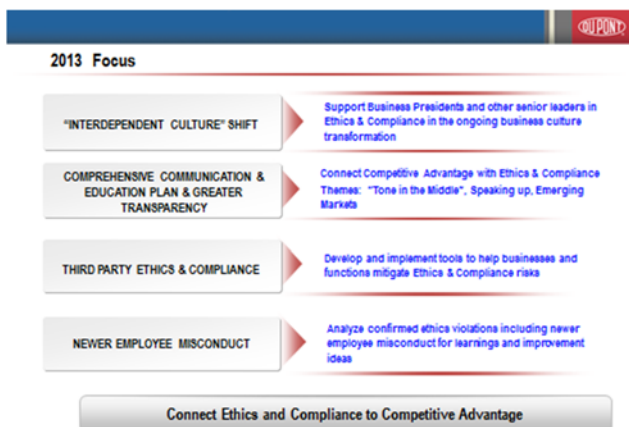 DUPONT
2013 Focus
"INTERDEPENDENT CULTURE" SHIFT
Support Business Presidents and other senior leaders in
Ethics & Compliance in the ongoing business culture
transformation
COMPREHENSIVE COMMUNICATION &
EDUCATION PLAN & GREATER
TRANSPARENCY
Connect Competitive Advantage with Ethics & Compliance
Themes: "Tone in the Middle", Speaking up, Emerging
Markets
THIRD PARTY ETHICS & COMPLIANCE
Develop and implement tools to help businesses and
functions mitigate Ethics & Compliance risks
NEWER EMPLOYEE MISCONDUCT
Analyze confirmed ethics violations including newer
employee misconduct for learnings and improvement
ideas
Connect Ethics and Compliance to Competitive Advantage